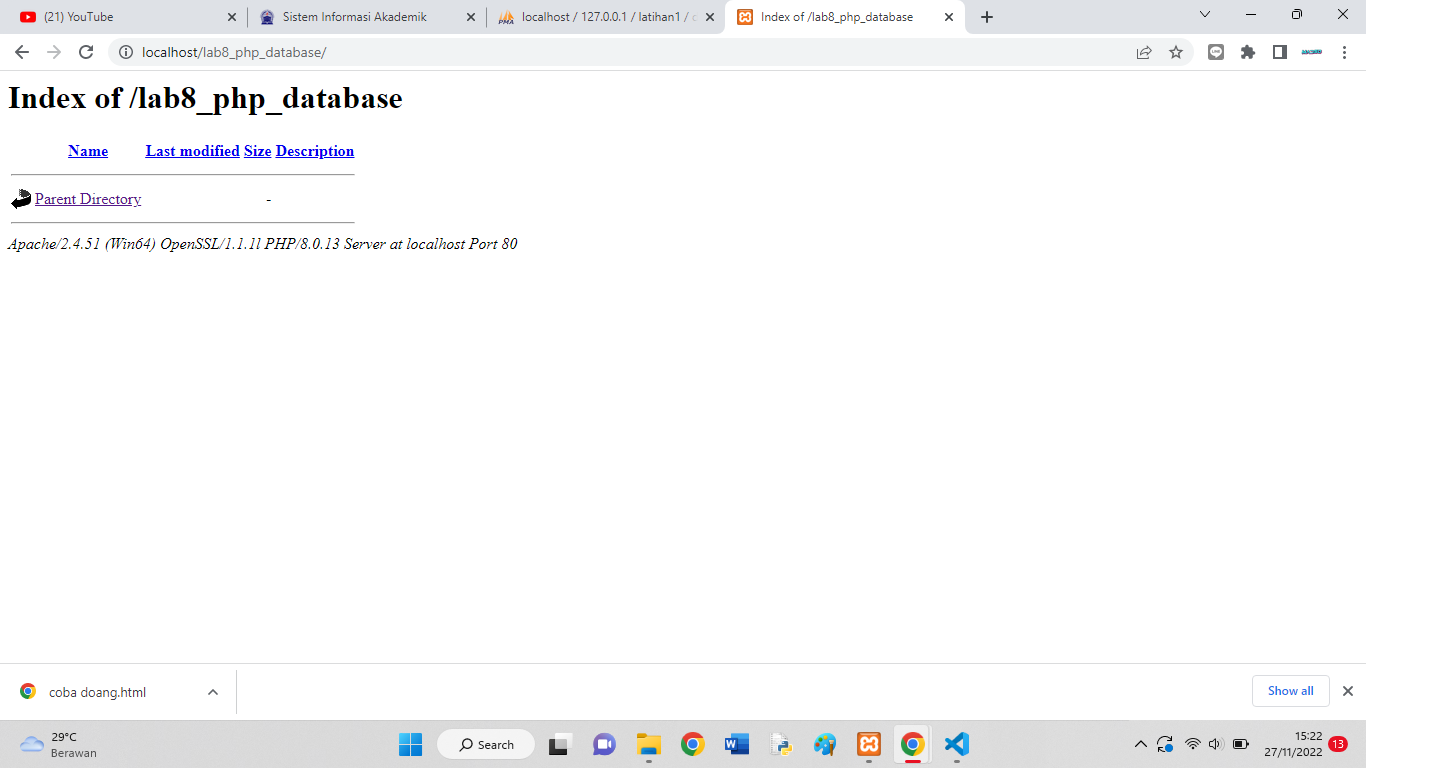 (21) YouTube
Sistem Informasi Akademik
localhost / 127.0.0.1 / latihan1 /
Index of /lab8_php_database
localhost/lab8_php_database/
Index of /lab8_php_database
Name Last modified Size Description
Parent Directory -
Apache/2.4.51 (Win64) OpenSSL/1.1.1l PHP/8.0.13 Server at localhost Port 80
coba doang.html
Show all
29°C
Berawan
Search
15:22
27/11/2022
13